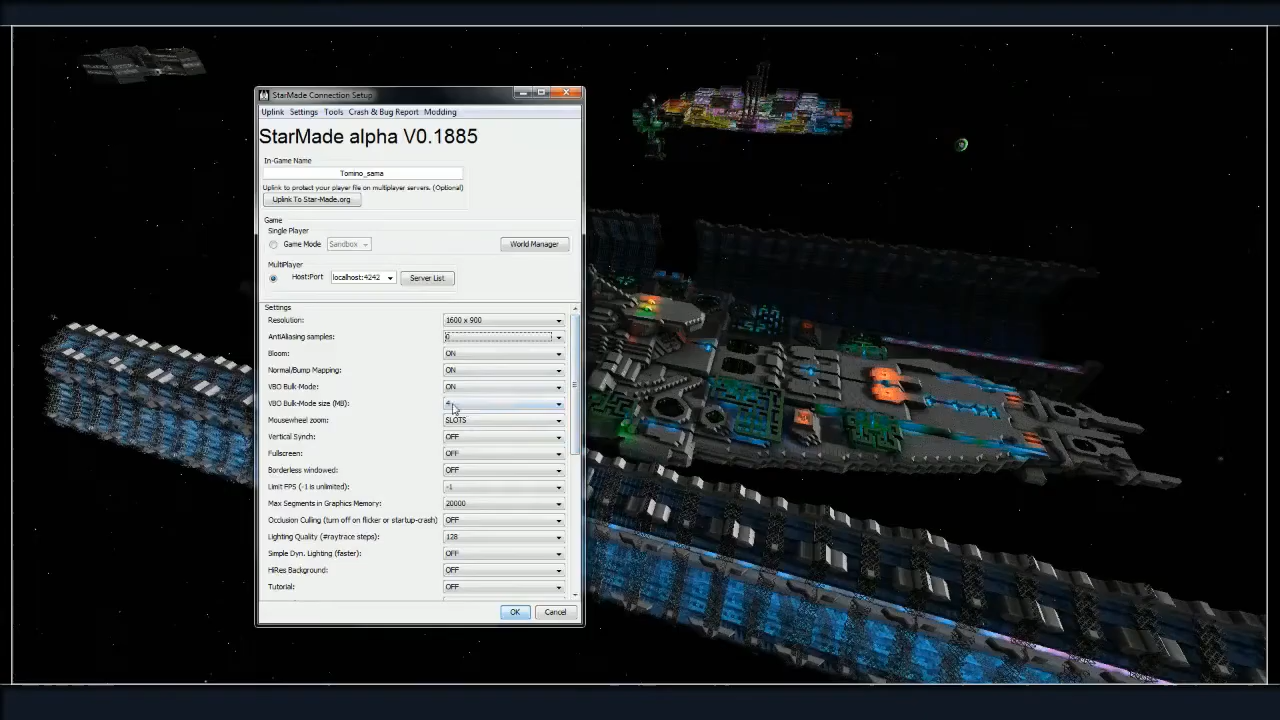 StarMade Connection Setup
Uplink Settings Tools Crash & Bug Report Modding
StarMade alpha V0.1885
In-Game Name
Tomino_sama
Uplink to protect your player file on multiplayer servers. (Optional)
Uplink To Star-Made.org
Game
Single Player
Game Mode Sandbox World Manager
MultiPlayer
Host:Port localhost:4242 Server List
Settings
Resolution: 1600 x 900
AntiAliasing samples:
Bloom: ON
Normal/Bump Mapping: ON
VBO Bulk-Mode: ON
VBO Bulk-Mode size (MB): 4
Mousewheel zoom: SLOTS
Vertical Synch: OFF
Fullscreen: OFF
Borderless windowed: OFF
Limit FPS (-1 is unlimited): -1
Max Segments in Graphics Memory: 20000
Occlusion Culling (turn off on flicker or startup-crash) OFF
Lighting Quality (#raytrace steps): 128
Simple Dyn. Lighting (faster): OFF
HiRes Background: OFF
Tutorial: OFF
OK Cancel